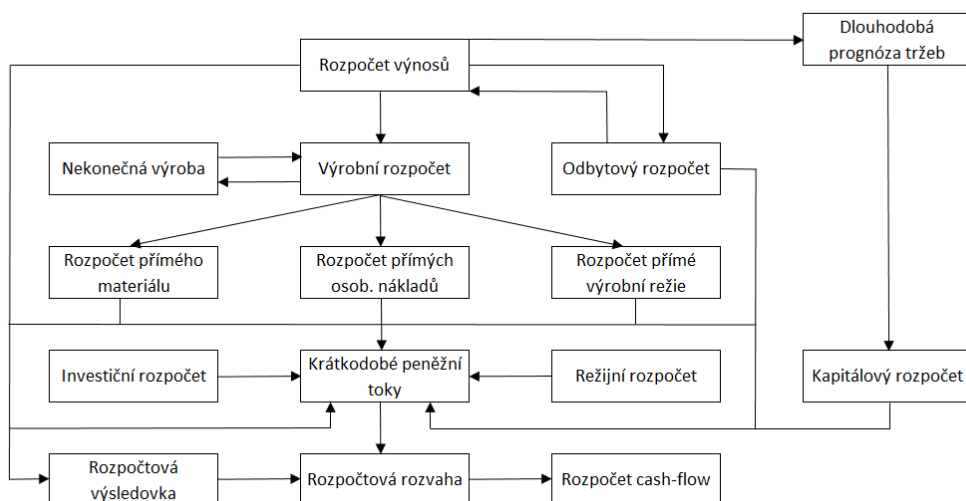 Dlouhodobá
prognóza tržeb
Rozpočet výnosů
Nekonečná výroba
Výrobní rozpočet
Odbytový rozpočet
Rozpočet přímého
materiálu
Rozpočet přímých
osob. nákladů
Rozpočet přímé
výrobní režie
Investiční rozpočet
Krátkodobé peněžní
toky
Režijní rozpočet
Kapitálový rozpočet
Rozpočtová
výsledovka
Rozpočtová rozvaha
Rozpočet cash-flow